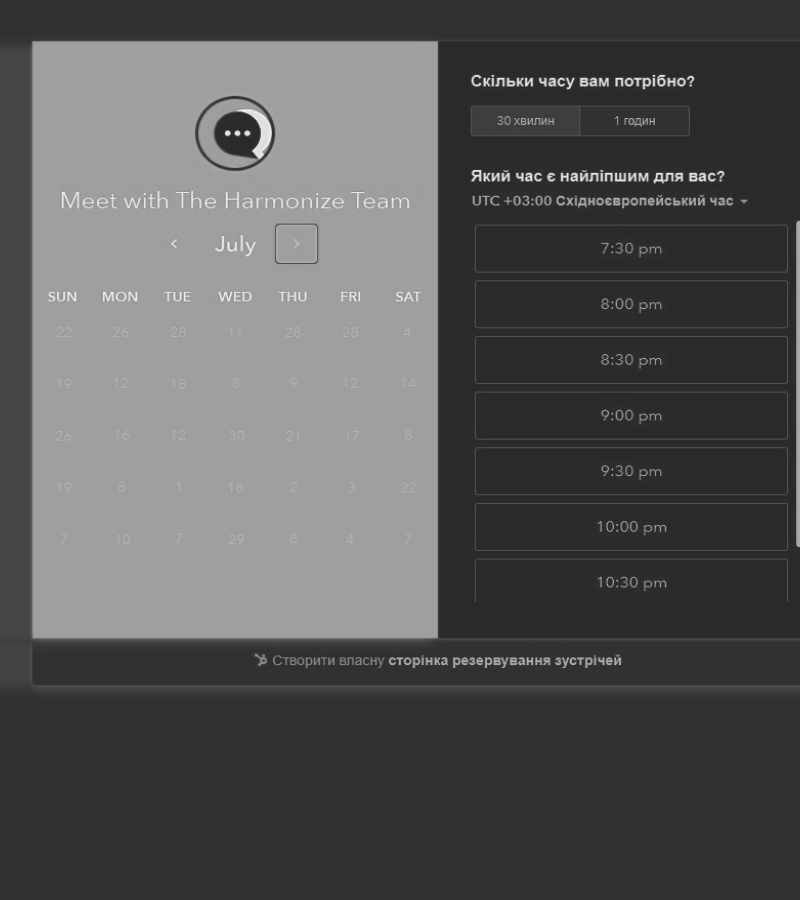 Meet with The Harmonize Team
July
SUN MON TUE WED THU FRI SAT
22 26 28 11 28 28 4
19 12 18 8 9 12 14
26 16 12 30 21 17 8
19 8 1 18 2 3 22
7 10 7 29 4 7
Скільки часу вам потрібно?
30 хвилин 1 годин
Який час є найліпшим для вас?
UTC +03:00 Східноєвропейський час
7:30 pm
8:00 pm
8:30 pm
9:00 pm
9:30 pm
10:00 pm
10:30 pm
Створити власну сторінка резервування зустрічей